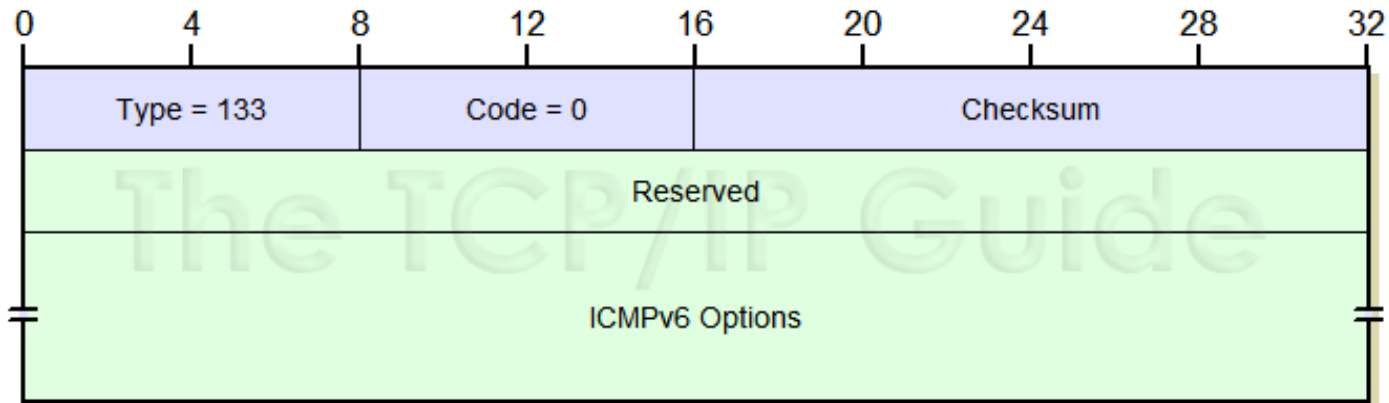 0 4 8 12 16 20 24 28 32
Type = 133 Code = 0 Checksum
Reserved
The TCP/IP Guide
ICMPv6 Options